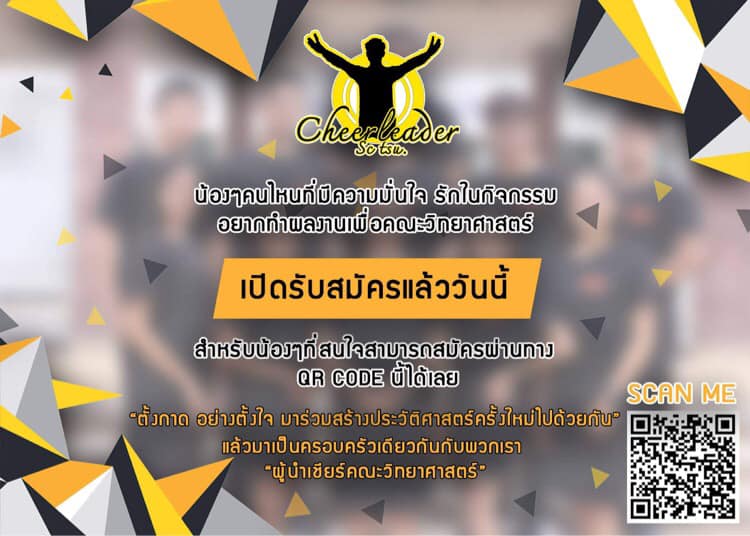 Cheerleader
Sc tsu.
น้องๆคนไหนที่มีความมั่นใจ รักในกิจกรรม
อยากทำผลงานเพื่อคณะวิทยาศาสตร์
เปิดรับสมัครแล้ววันนี้
สำหรับน้องๆที่สนใจสามารถสมัครผ่านทาง
QR CODE นี้ได้เลย
SCAN ME
“ตั้งกาด อย่างตั้งใจ มาร่วมสร้างประวัติศาสตร์ครั้งใหม่ไปด้วยกัน”
แล้วมาเป็นครอบครัวเดียวกันกับพวกเรา
“ผู้นำเชียร์คณะวิทยาศาสตร์”